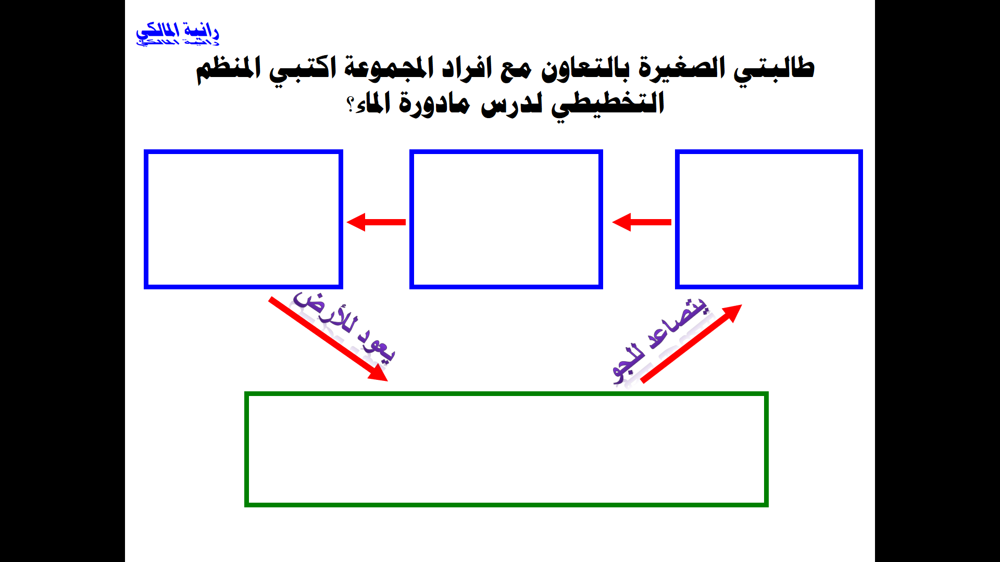 رانية المالكي
طالبتي الصغيرة بالتعاون مع افراد المجموعة اكتبي المنظم
التخطيطي لدرس مادورة الماء؟
يتصاعد للجو
يعود للأرض